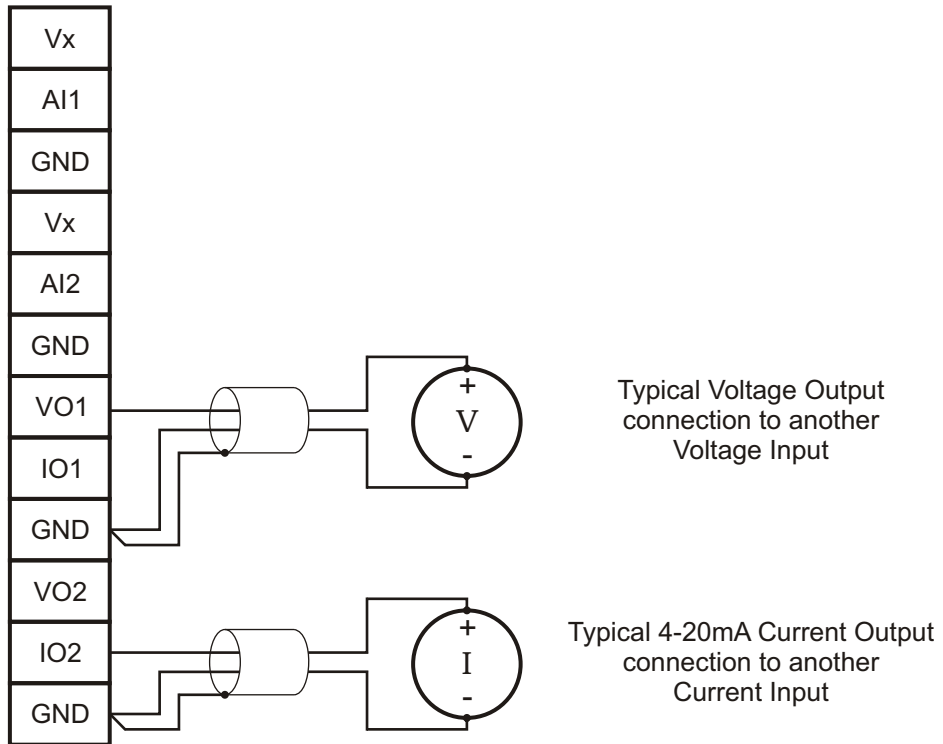 Vx
AI1
GND
Vx
AI2
GND
VO1
IO1
GND
VO2
IO2
GND
+
V
-
Typical Voltage Output
connection to another
Voltage Input
+
I
-
Typical 4-20mA Current Output
connection to another
Current Input